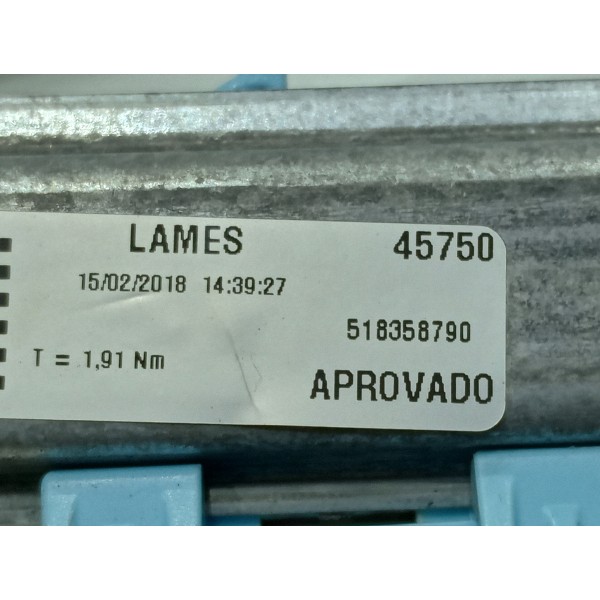 LAMES 45750
15/02/2018 14:39:27
518358790
T = 1,91 Nm
APROVADO